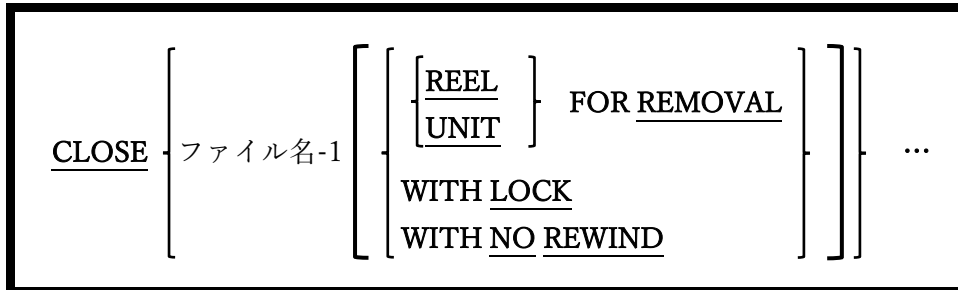 REEL
FOR REMOVAL
UNIT
CLOSE ファイル名-1 ...
WITH LOCK
WITH NO REWIND